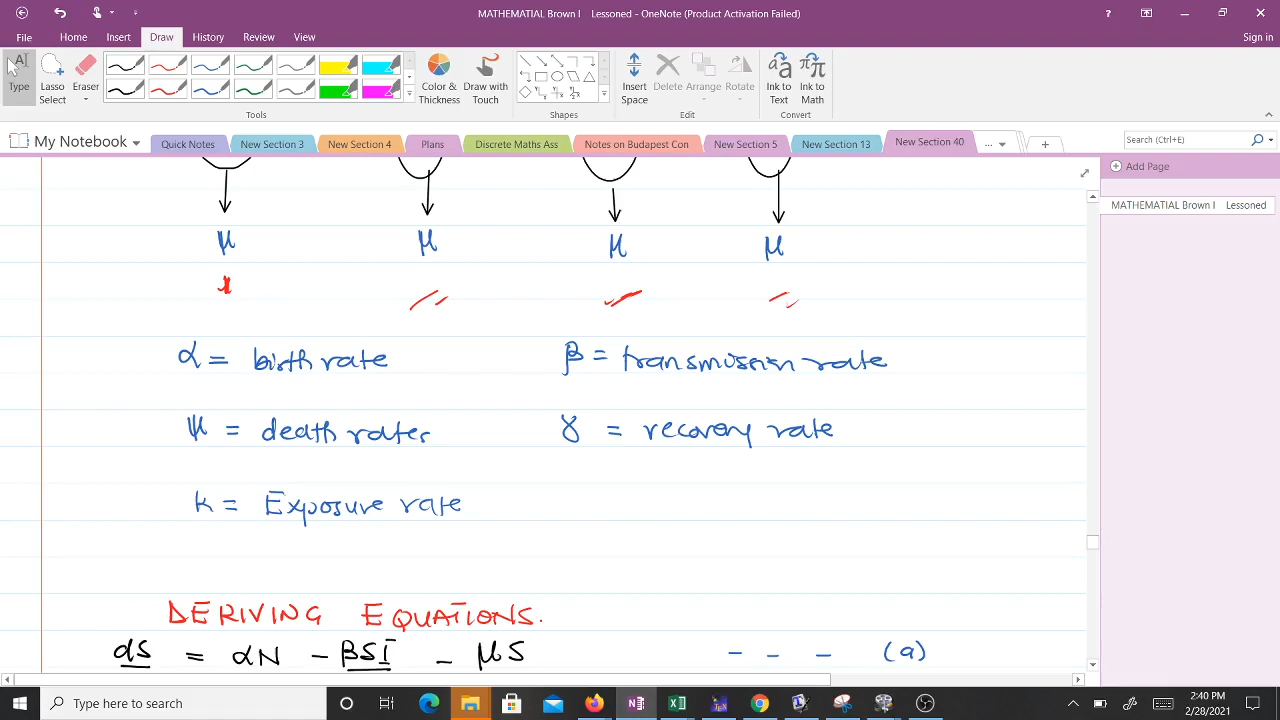 MATHEMATIAL Brown I Lessoned - OneNote (Product Activation Failed)
File Home Insert Draw History Review View Sign in
Type Lasso Select Eraser Color & Thickness Draw with Touch Insert Space Delete Arrange Rotate Ink to Text Ink to Math
Tools Shapes Edit Convert
My Notebook Quick Notes New Section 3 New Section 4 Plans Discrete Maths Ass Notes on Budapest Con New Section 5 New Section 13 New Section 40 ... Search (Ctrl+E)
Add Page
MATHEMATIAL Brown I Lessoned
μ μ μ μ
α = birth rate β = transmission rate
μ = death rates γ = recovery rate
k = Exposure rate
DERIVING EQUATIONS.
dS = αN - βSI - μS - - - (a)
Type here to search
2:40 PM
2/28/2021